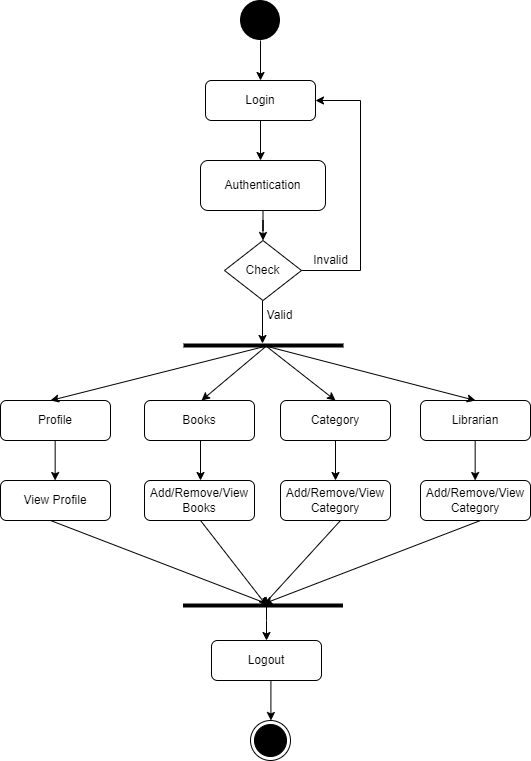 Login
Authentication
Check
Invalid
Valid
Profile
Books
Category
Librarian
View Profile
Add/Remove/View
Books
Add/Remove/View
Category
Add/Remove/View
Category
Logout